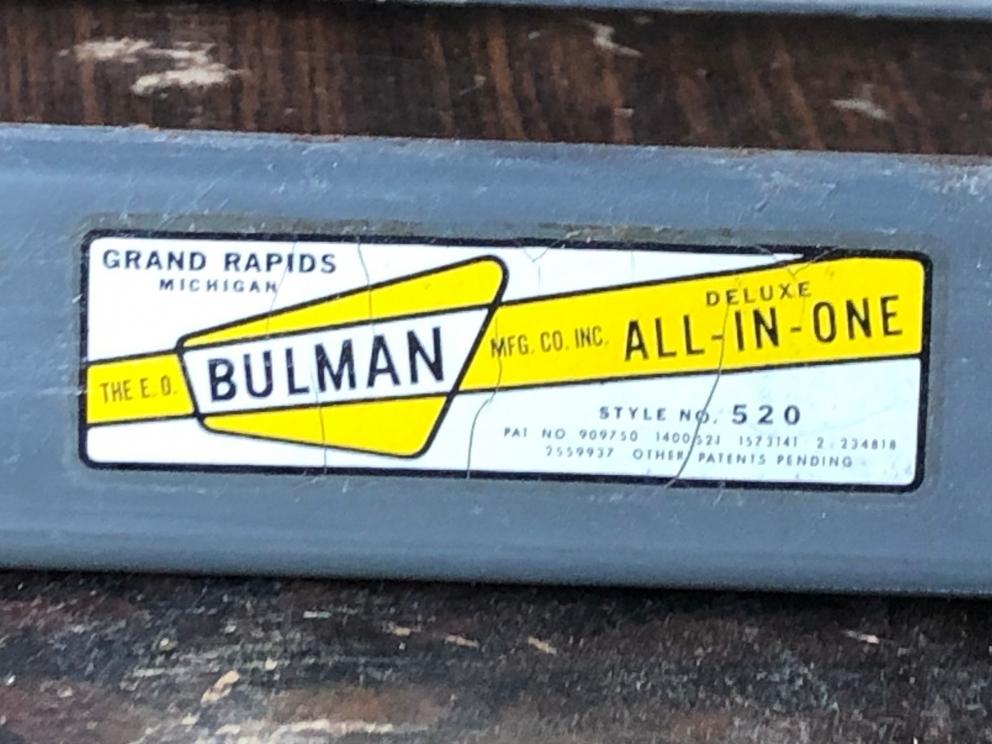 GRAND RAPIDS
MICHIGAN
THE E.O. BULMAN MFG. CO. INC.
DELUXE
ALL-IN-ONE
STYLE NO. 520
PAT NO 909750 1400521 1573141 2.234818
2559937 OTHER PATENTS PENDING